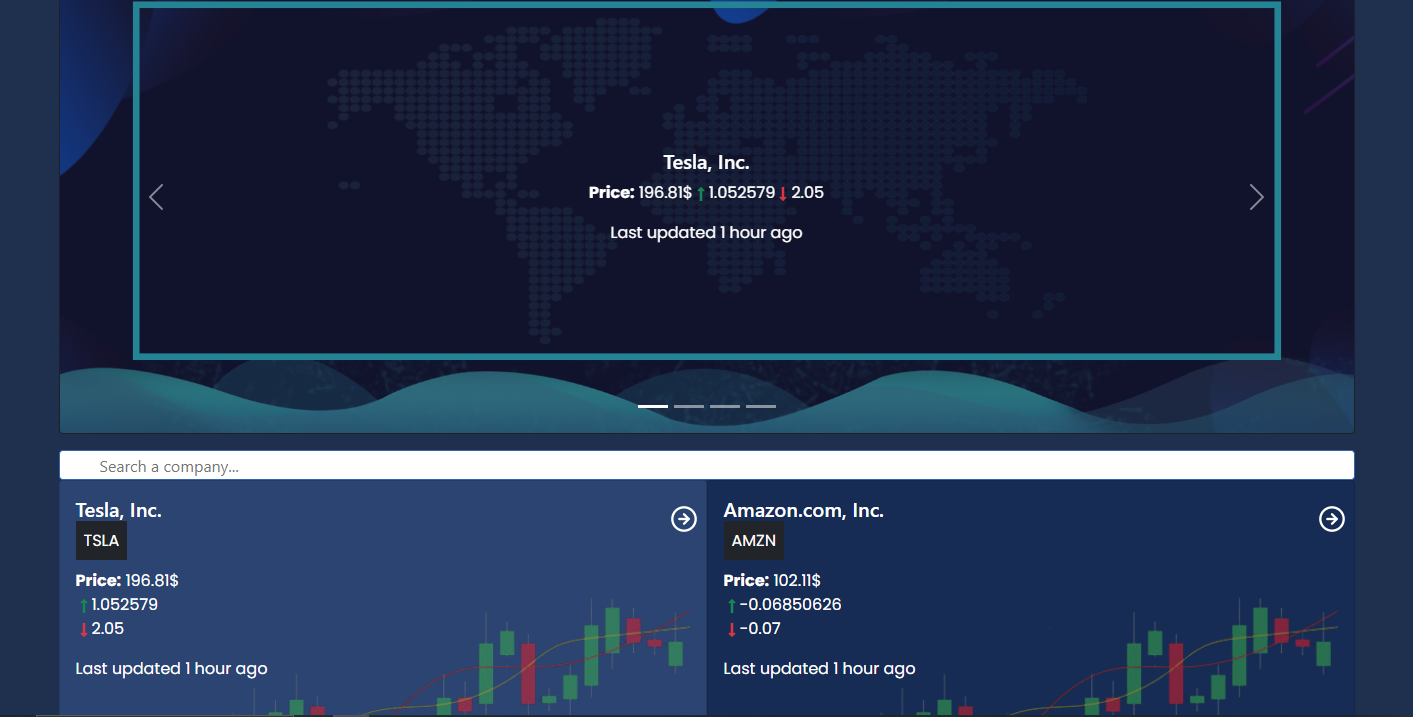 Tesla, Inc.
Price: 196.81$ ↑1.052579 ↓2.05
Last updated 1 hour ago
Search a company...
Tesla, Inc.
TSLA
Price: 196.81$
↑1.052579
↓2.05
Last updated 1 hour ago
Amazon.com, Inc.
AMZN
Price: 102.11$
↑-0.06850626
↓-0.07
Last updated 1 hour ago